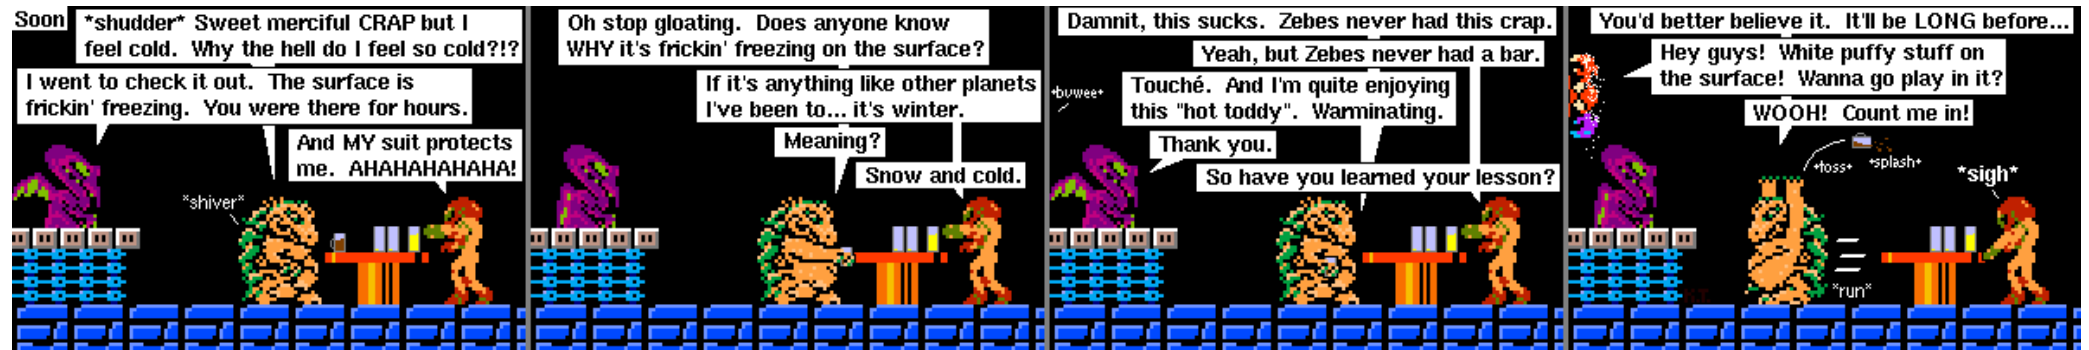 Soon
*shudder* Sweet merciful CRAP but I
feel cold. Why the hell do I feel so cold?!?
I went to check it out. The surface is
frickin' freezing. You were there for hours.
And MY suit protects
me. AHAHAHAHAHA!
*shiver*
Oh stop gloating. Does anyone know
WHY it's frickin' freezing on the surface?
If it's anything like other planets
I've been to... it's winter.
Meaning?
Snow and cold.
Damnit, this sucks. Zebes never had this crap.
Yeah, but Zebes never had a bar.
*bwwee*
Touché. And I'm quite enjoying
this "hot toddy". Warminating.
Thank you.
So have you learned your lesson?
You'd better believe it. It'll be LONG before...
Hey guys! White puffy stuff on
the surface! Wanna go play in it?
WOOH! Count me in!
*toss*
*splash*
*sigh*
*run*